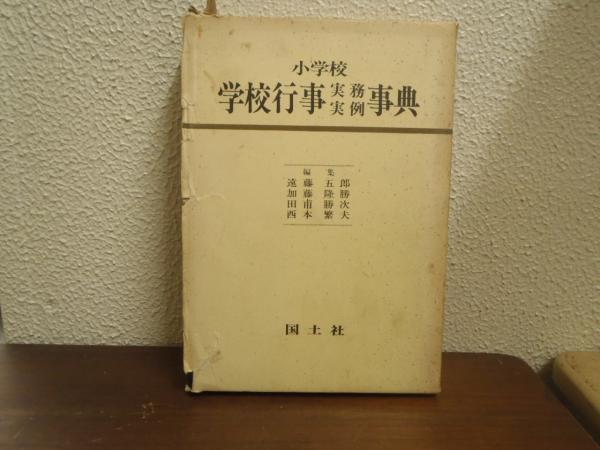 小学校
学校行事実務実例事典
編集
遠藤五郎
加藤隆勝
田甫勝次
西本繁夫
国土社